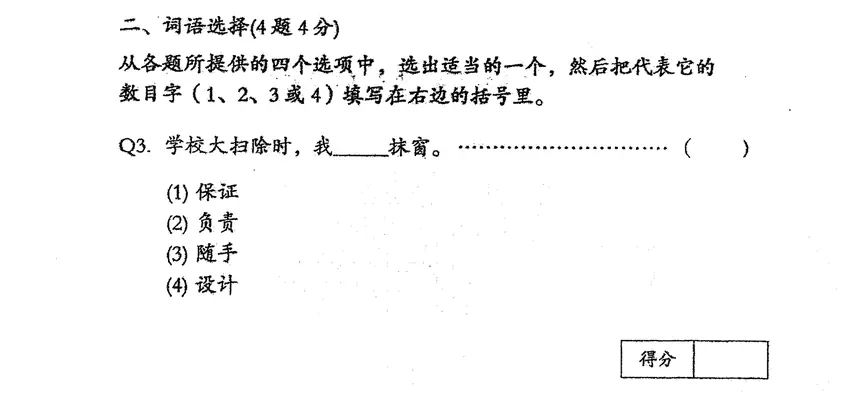 二、词语选择(4题4分)
从各题所提供的四个选项中，选出适当的一个，然后把代表它的
数目字（1、2、3或4）填写在右边的括号里。
Q3. 学校大扫除时，我_____抹窗。 ……………………………（ ）
(1) 保证
(2) 负责
(3) 随手
(4) 设计
得分